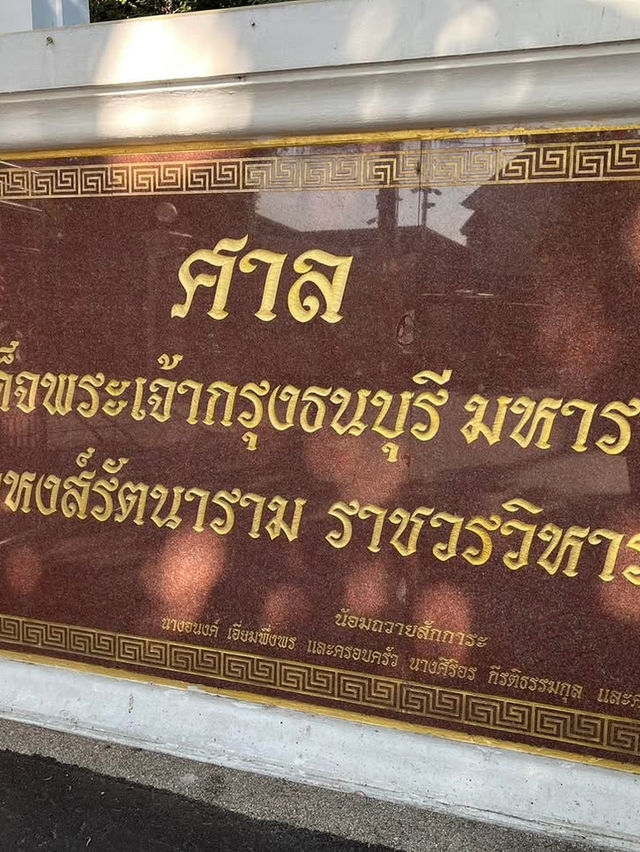 ศาล
็จพระเจ้ากรุงธนบุรี มหารา
หงส์รัตนาราม ราชวรวิหาร
น้อมถวายสักการะ
นางอนงค์ เอี่ยมพึ่งพร และครอบครัว นางศิริอร กีรติธรรมกุล และค